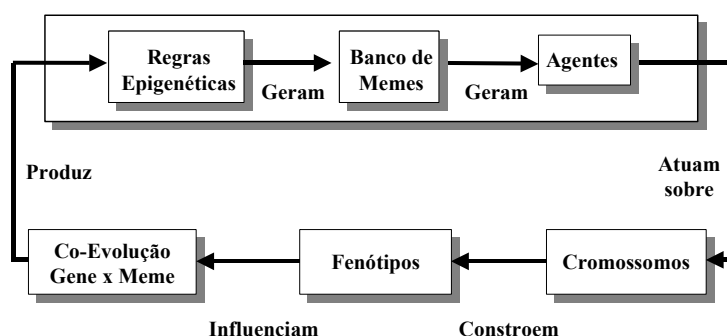 Regras
Epigenéticas
Geram
Banco de
Memes
Geram
Agentes
Atuam
sobre
Cromossomos
Constroem
Fenótipos
Influenciam
Co-Evolução
Gene x Meme
Produz